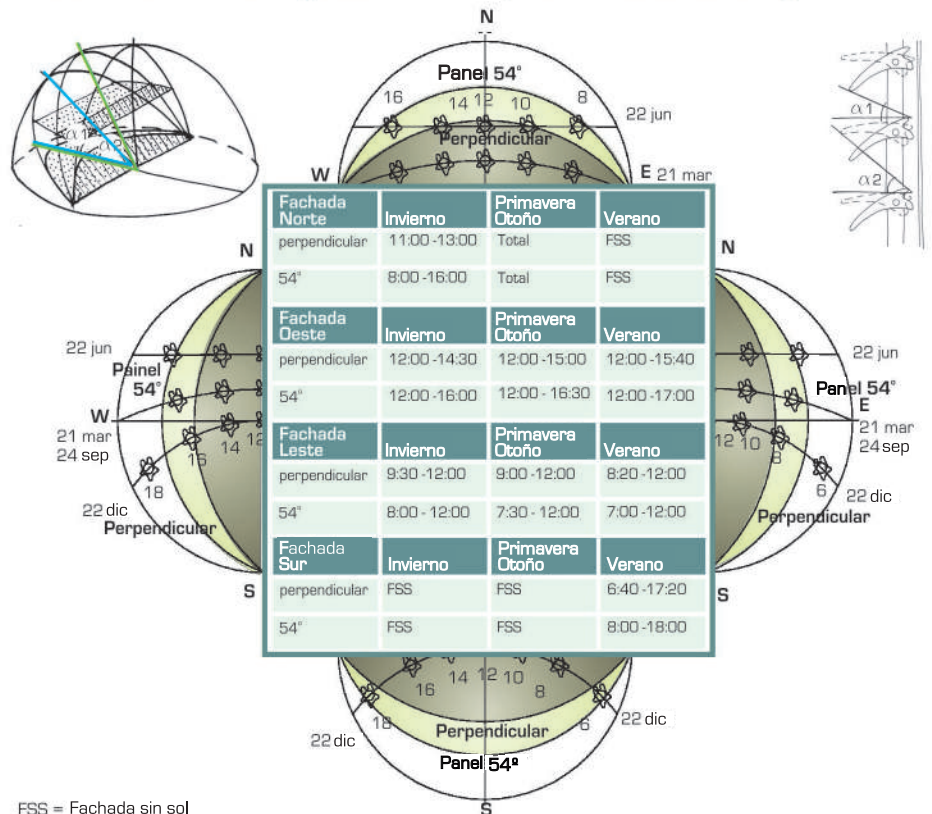 N
Panel 54°
16 14 12 10 8
22 jun
Perpendicular
W
E 21 mar
α1
α2
Fachada Norte Invierno Primavera Otoño Verano
perpendicular 11:00 -13:00 Total FSS
54° 8:00 -16:00 Total FSS
Fachada Oeste Invierno Primavera Otoño Verano
perpendicular 12:00 -14:30 12:00 -15:00 12:00 -15:40
54° 12:00 -16:00 12:00 - 16:30 12:00 -17:00
Fachada Leste Invierno Primavera Otoño Verano
perpendicular 9:30 -12:00 9:00 -12:00 8:20 -12:00
54° 8:00 - 12:00 7:30 - 12:00 7:00 -12:00
Fachada Sur Invierno Primavera Otoño Verano
perpendicular FSS FSS 6:40 -17:20
54° FSS FSS 8:00 -18:00
N
22 jun
Painel
54°
W
21 mar
24 sep
12
14
16
18
22 dic
Perpendicular
S
N
22 jun
Panel 54°
E
21 mar
24 sep
12 10
8
6
22 dic
Perpendicular
S
16 14 12 10 8
18
6
22 dic
22 dic
Perpendicular
Panel 54º
S
FSS = Fachada sin sol